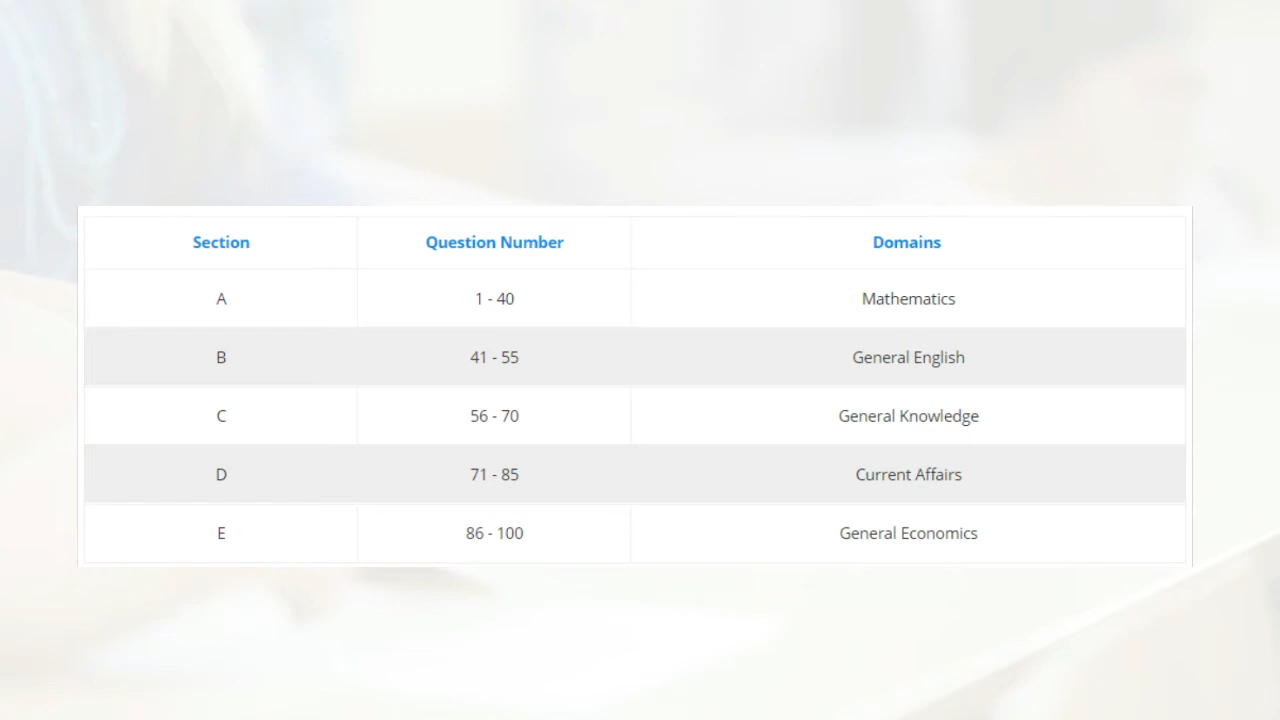 Section Question Number Domains
A 1 - 40 Mathematics
B 41 - 55 General English
C 56 - 70 General Knowledge
D 71 - 85 Current Affairs
E 86 - 100 General Economics